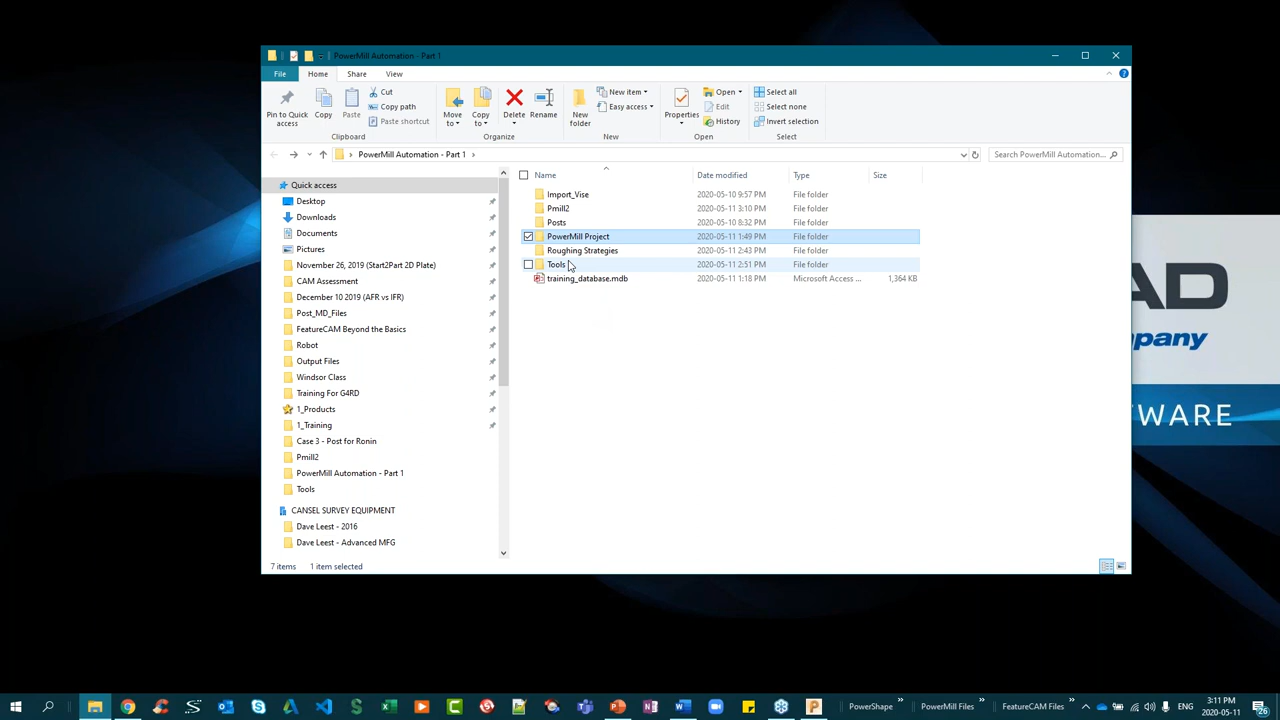 PowerMill Automation - Part 1
File Home Share View
Pin to Quick access
Copy
Paste
Cut
Copy path
Paste shortcut
Move to
Copy to
Delete
Rename
New folder
New item
Easy access
Properties
Open
Edit
History
Select all
Select none
Invert selection
Clipboard Organize New Open Select
PowerMill Automation - Part 1
Search PowerMill Automation...
Quick access
Desktop
Downloads
Documents
Pictures
November 26, 2019 (Start2Part 2D)
CAM Assessment
December 10 2019 (AFR vs IFR)
Post_MD_Files
FeatureCAM Beyond the Basics
Robot
Output Files
Windsor Class
Training For G4RD
1_Products
1_Training
Case 3 - Post for Ronin
Pmill2
PowerMill Automation - Part 1
Tools
CANSEL SURVEY EQUIPMENT
Dave Leest - 2016
Dave Leest - Advanced MFG
Name Date modified Type Size
Import_Vise 2020-05-10 9:57 PM File folder
Pmill2 2020-05-11 3:10 PM File folder
Posts 2020-05-10 8:32 PM File folder
PowerMill Project 2020-05-11 1:49 PM File folder
Roughing Strategies 2020-05-11 2:43 PM File folder
Tools 2020-05-11 2:51 PM File folder
training_database.mdb 2020-05-11 1:18 PM Microsoft Access ... 1,364 KB
7 items 1 item selected
AD
mpany
WARE
PowerShape PowerMill Files FeatureCAM Files
ENG
3:11 PM
2020-05-11
26